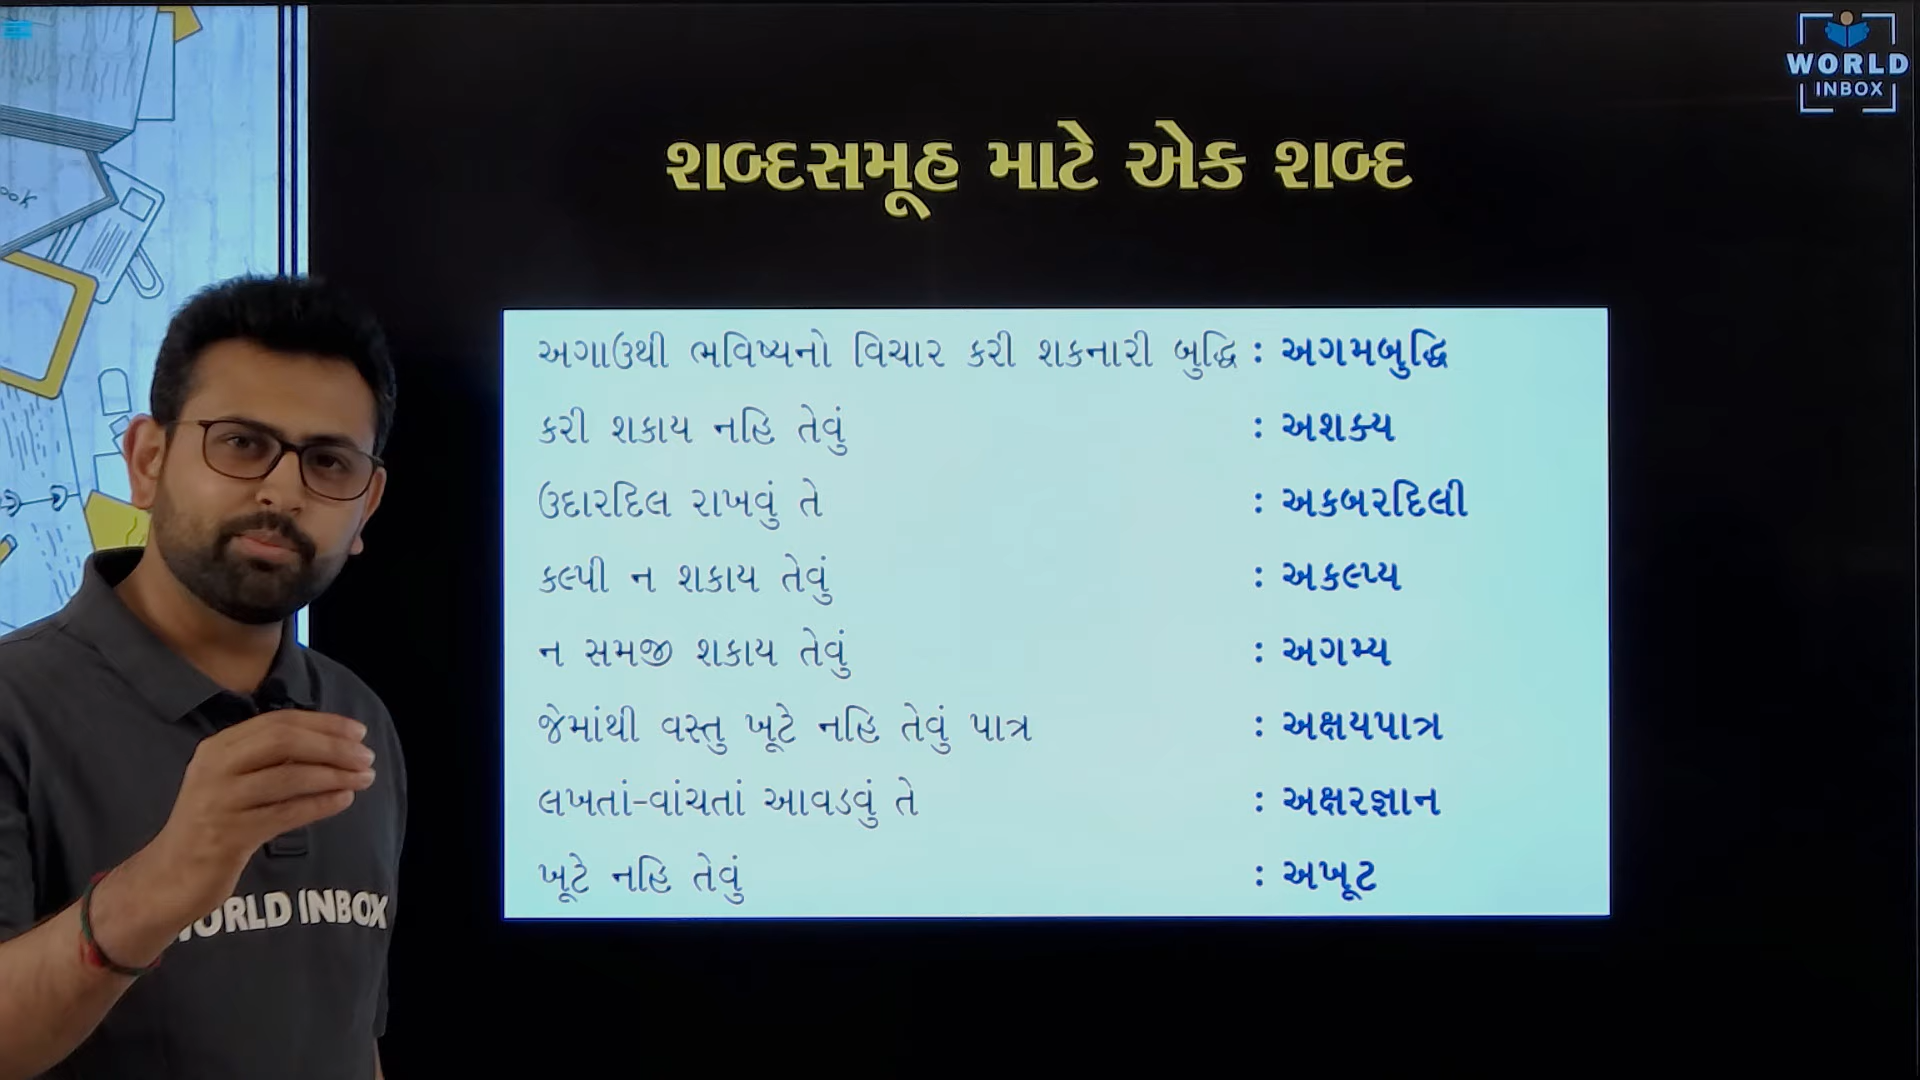 WORLD
INBOX
શબ્દસમૂહ માટે એક શબ્દ
અગાઉથી ભવિષ્યનો વિચાર કરી શકનારી બુદ્ધિ : અગમબુદ્ધિ
કરી શકાય નહિ તેવું : અશક્ય
ઉદારદિલ રાખવું તે : અકબરદિલી
કલ્પી ન શકાય તેવું : અકલ્પ્ય
ન સમજી શકાય તેવું : અગમ્ય
જેમાંથી વસ્તુ ખૂટે નહિ તેવું પાત્ર : અક્ષયપાત્ર
લખતાં-વાંચતાં આવડવું તે : અક્ષરજ્ઞાન
ખૂટે નહિ તેવું : અખૂટ
WORLD INBOX